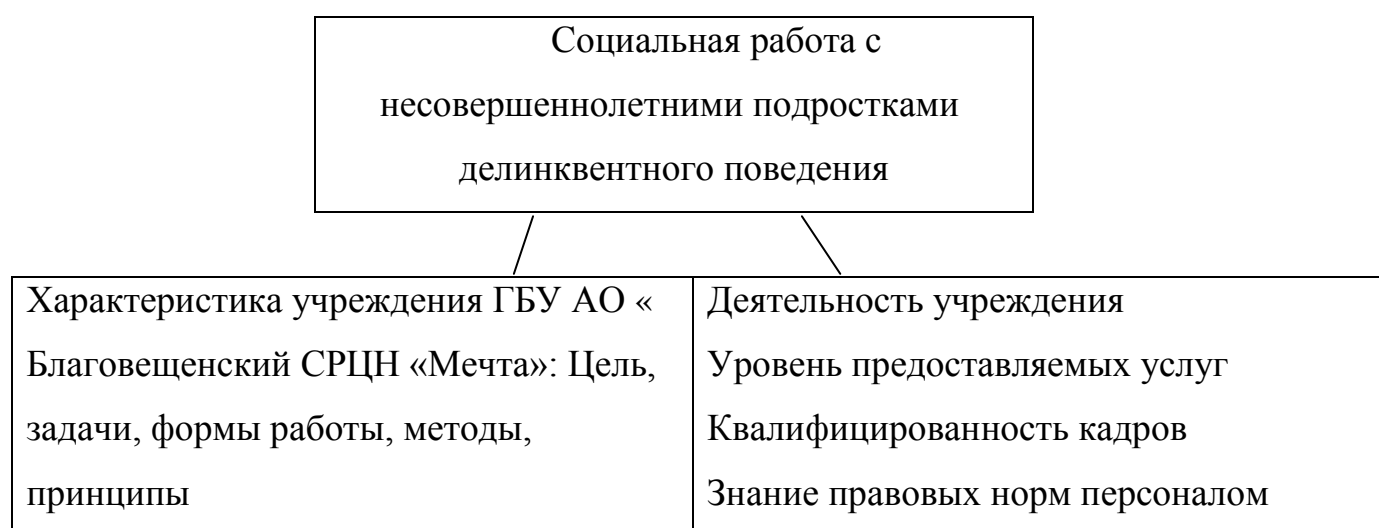 Социальная работа с
несовершеннолетними подростками
делинквентного поведения
Характеристика учреждения ГБУ АО «
Благовещенский СРЦН «Мечта»: Цель,
задачи, формы работы, методы,
принципы
Деятельность учреждения
Уровень предоставляемых услуг
Квалифицированность кадров
Знание правовых норм персоналом